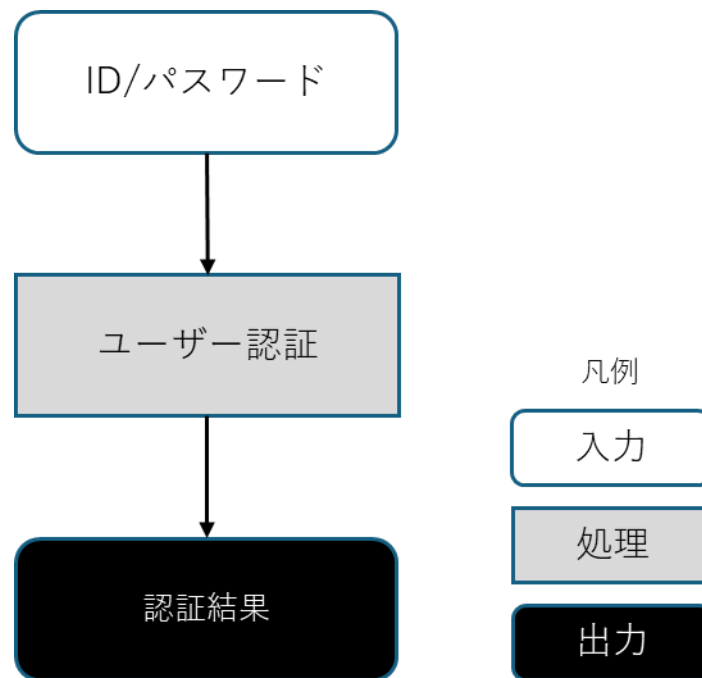 ID/パスワード
ユーザー認証
認証結果
凡例
入力
処理
出力